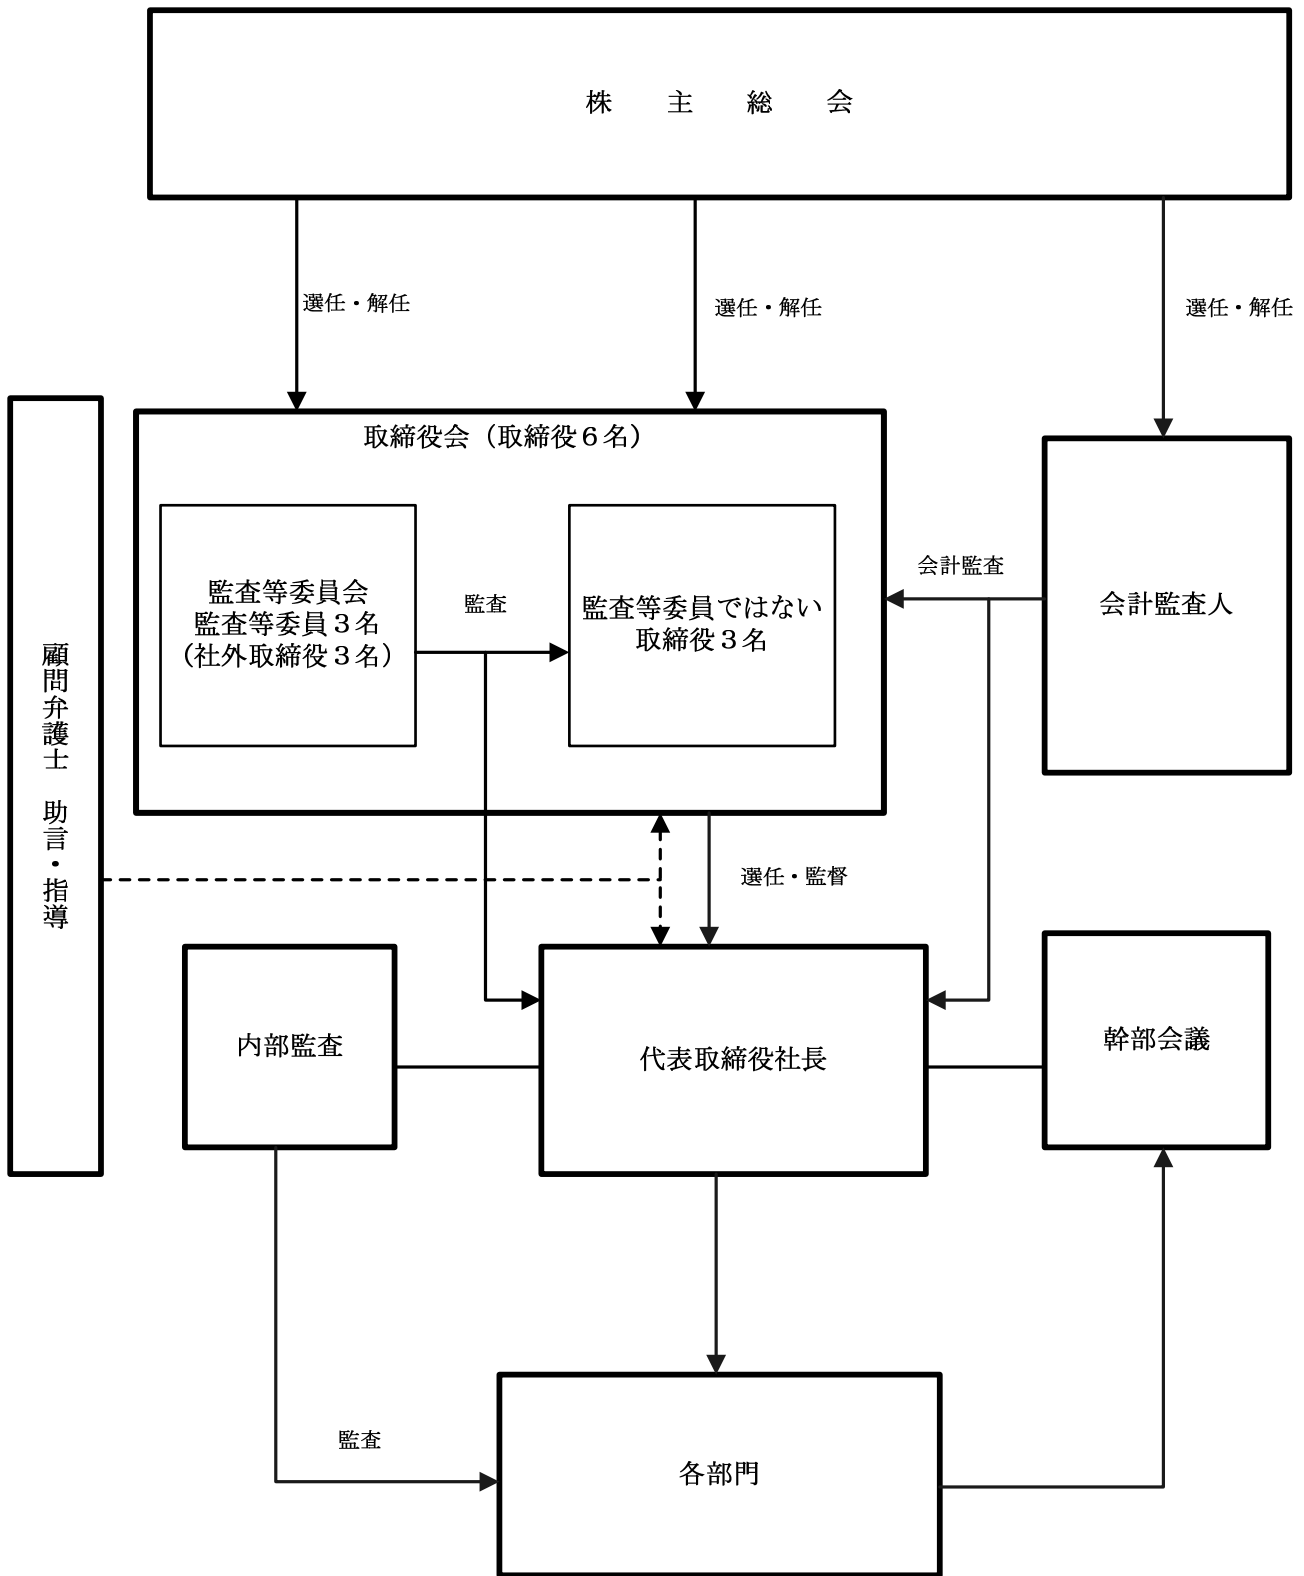 株　主　総　会
選任・解任
選任・解任
選任・解任
取締役会（取締役６名）
監査等委員会
監査等委員３名
（社外取締役３名）
監査
監査等委員ではない
取締役３名
会計監査
会計監査人
顧問弁護士　助言・指導
選任・監督
内部監査
代表取締役社長
幹部会議
監査
各部門